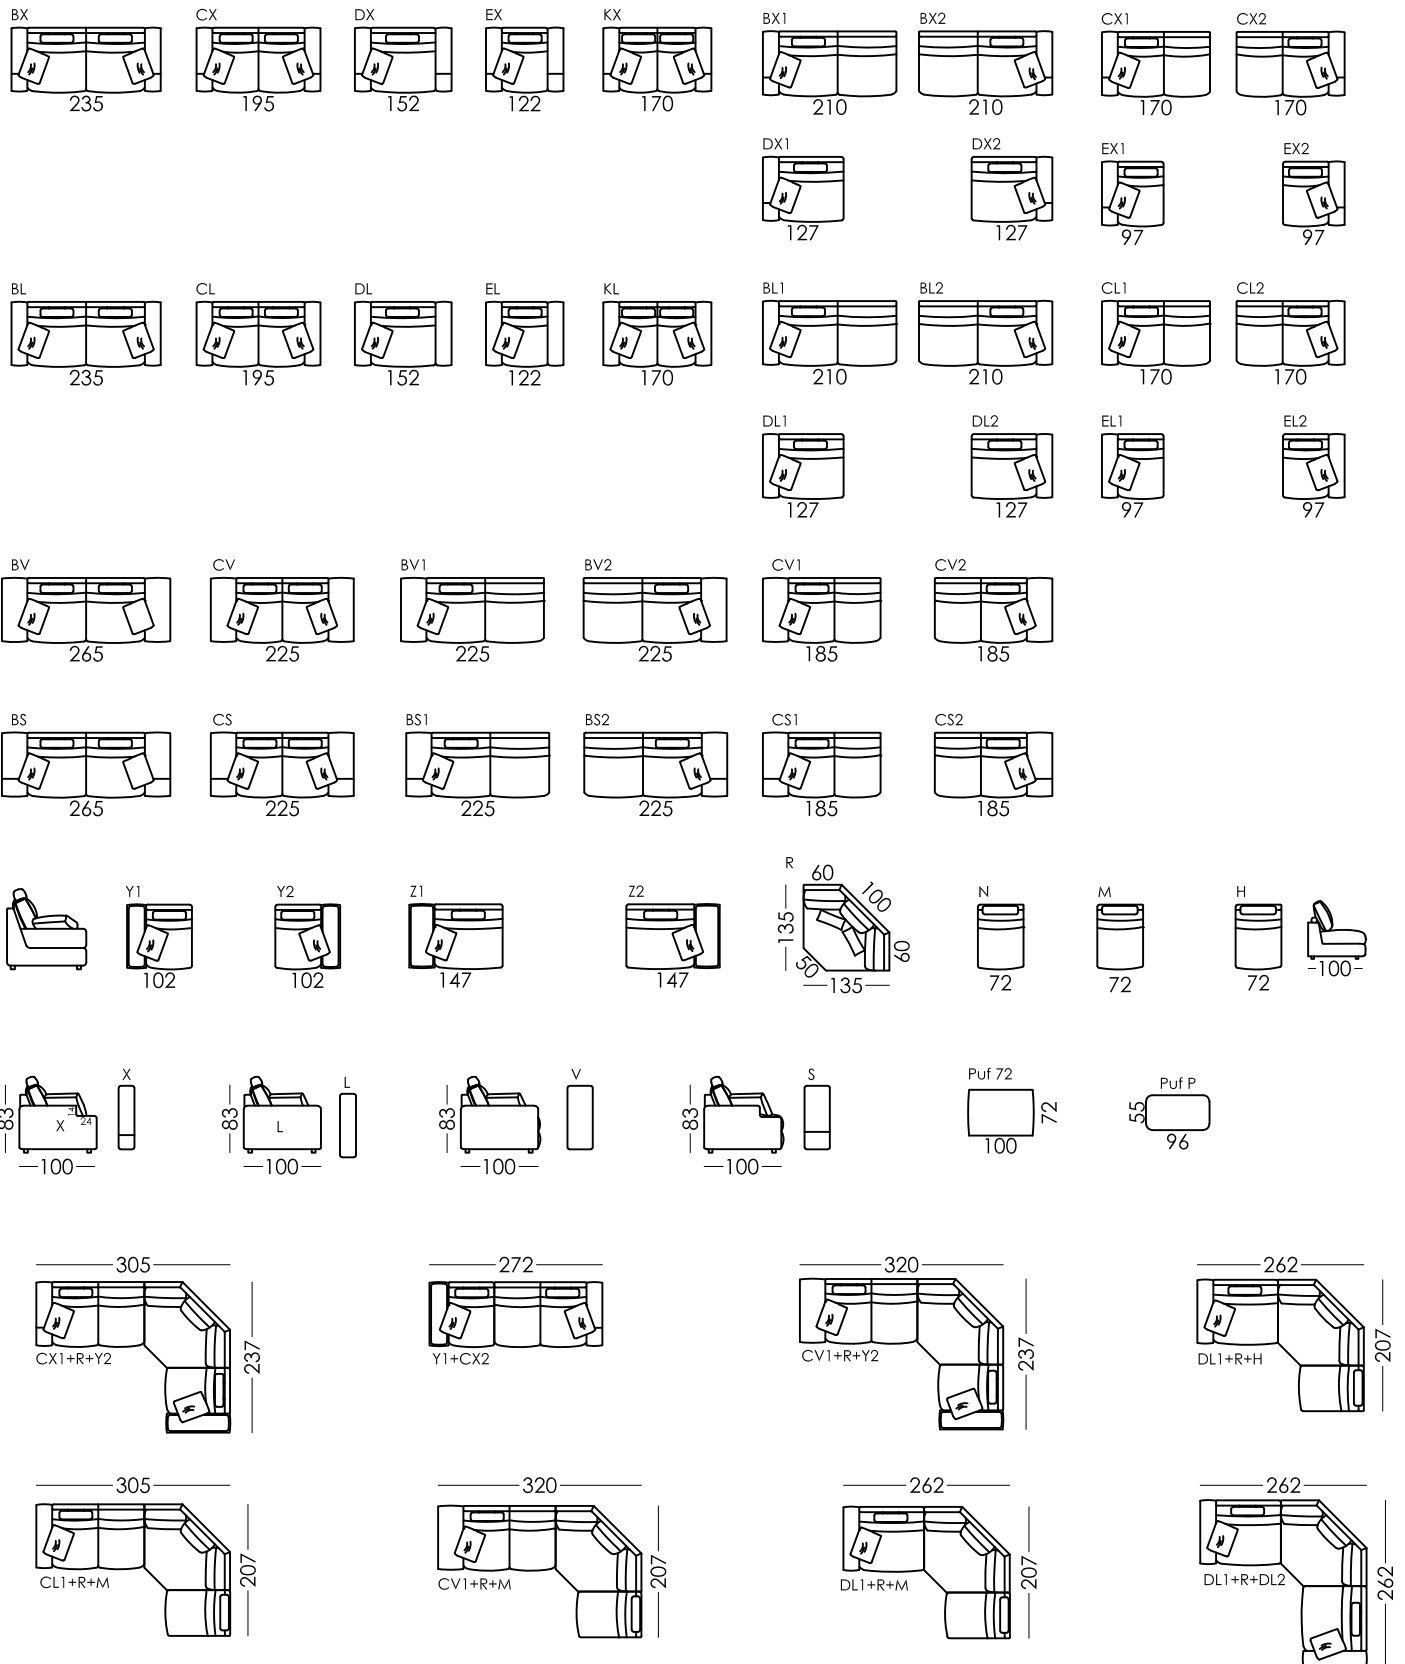 BX CX DX EX KX BX1 BX2 CX1 CX2
235 195 152 122 170 210 210 170 170
DX1 DX2 EX1 EX2
127 127 97 97
BL CL DL EL KL BL1 BL2 CL1 CL2
235 195 152 122 170 210 210 170 170
DL1 DL2 EL1 EL2
127 127 97 97
BV CV BV1 BV2 CV1 CV2
265 225 225 225 185 185
BS CS BS1 BS2 CS1 CS2
265 225 225 225 185 185
R
60 100
Y1 Y2 Z1 Z2 N M H
135 60
50
102 102 147 147 135 72 72 72 100
X L V S Puf 72 Puf P
83 14 24 X 83 L 83 83 72 55
100 100 100 100 100 96
305 272 320 262
237 237 207
CX1+R+Y2 Y1+CX2 CV1+R+Y2 DL1+R+H
305 320 262 262
207 207 207 262
CL1+R+M CV1+R+M DL1+R+M DL1+R+DL2